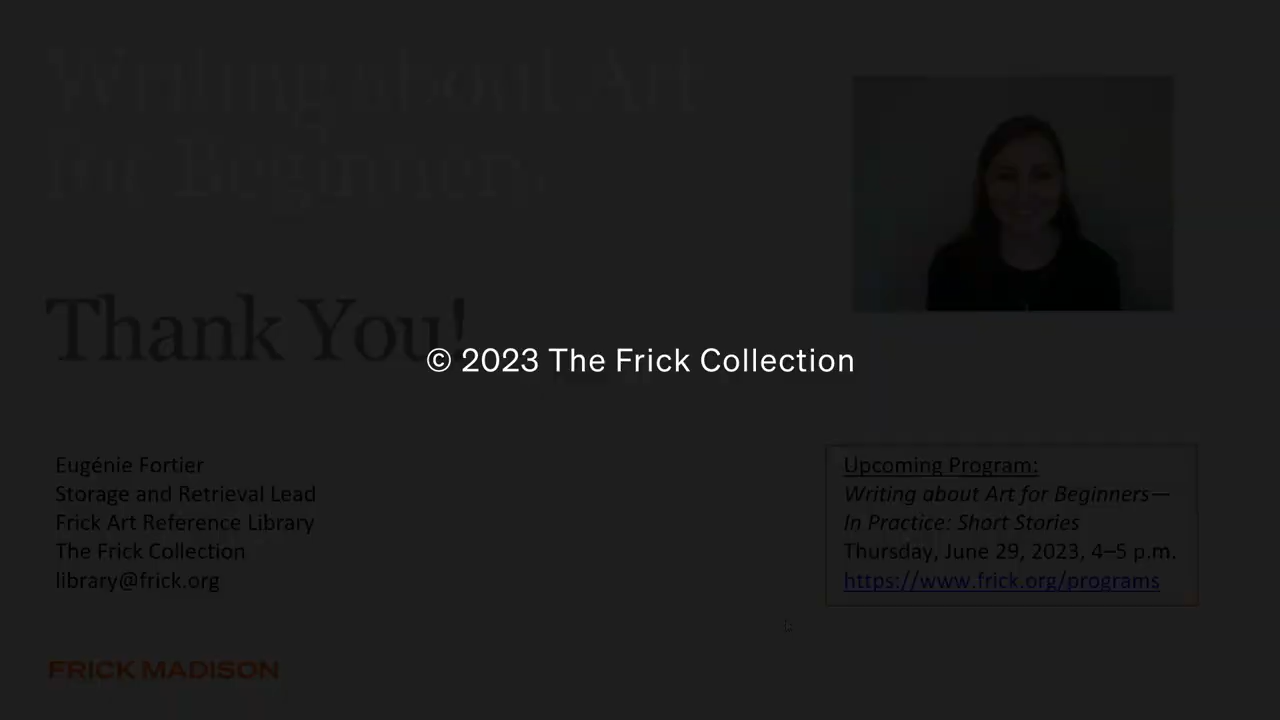 Writing about Art
for Beginners
Thank You!
© 2023 The Frick Collection
Eugénie Fortier
Storage and Retrieval Lead
Frick Art Reference Library
The Frick Collection
library@frick.org
Upcoming Program:
Writing about Art for Beginners—
In Practice: Short Stories
Thursday, June 29, 2023, 4–5 p.m.
https://www.frick.org/programs
FRICK MADISON